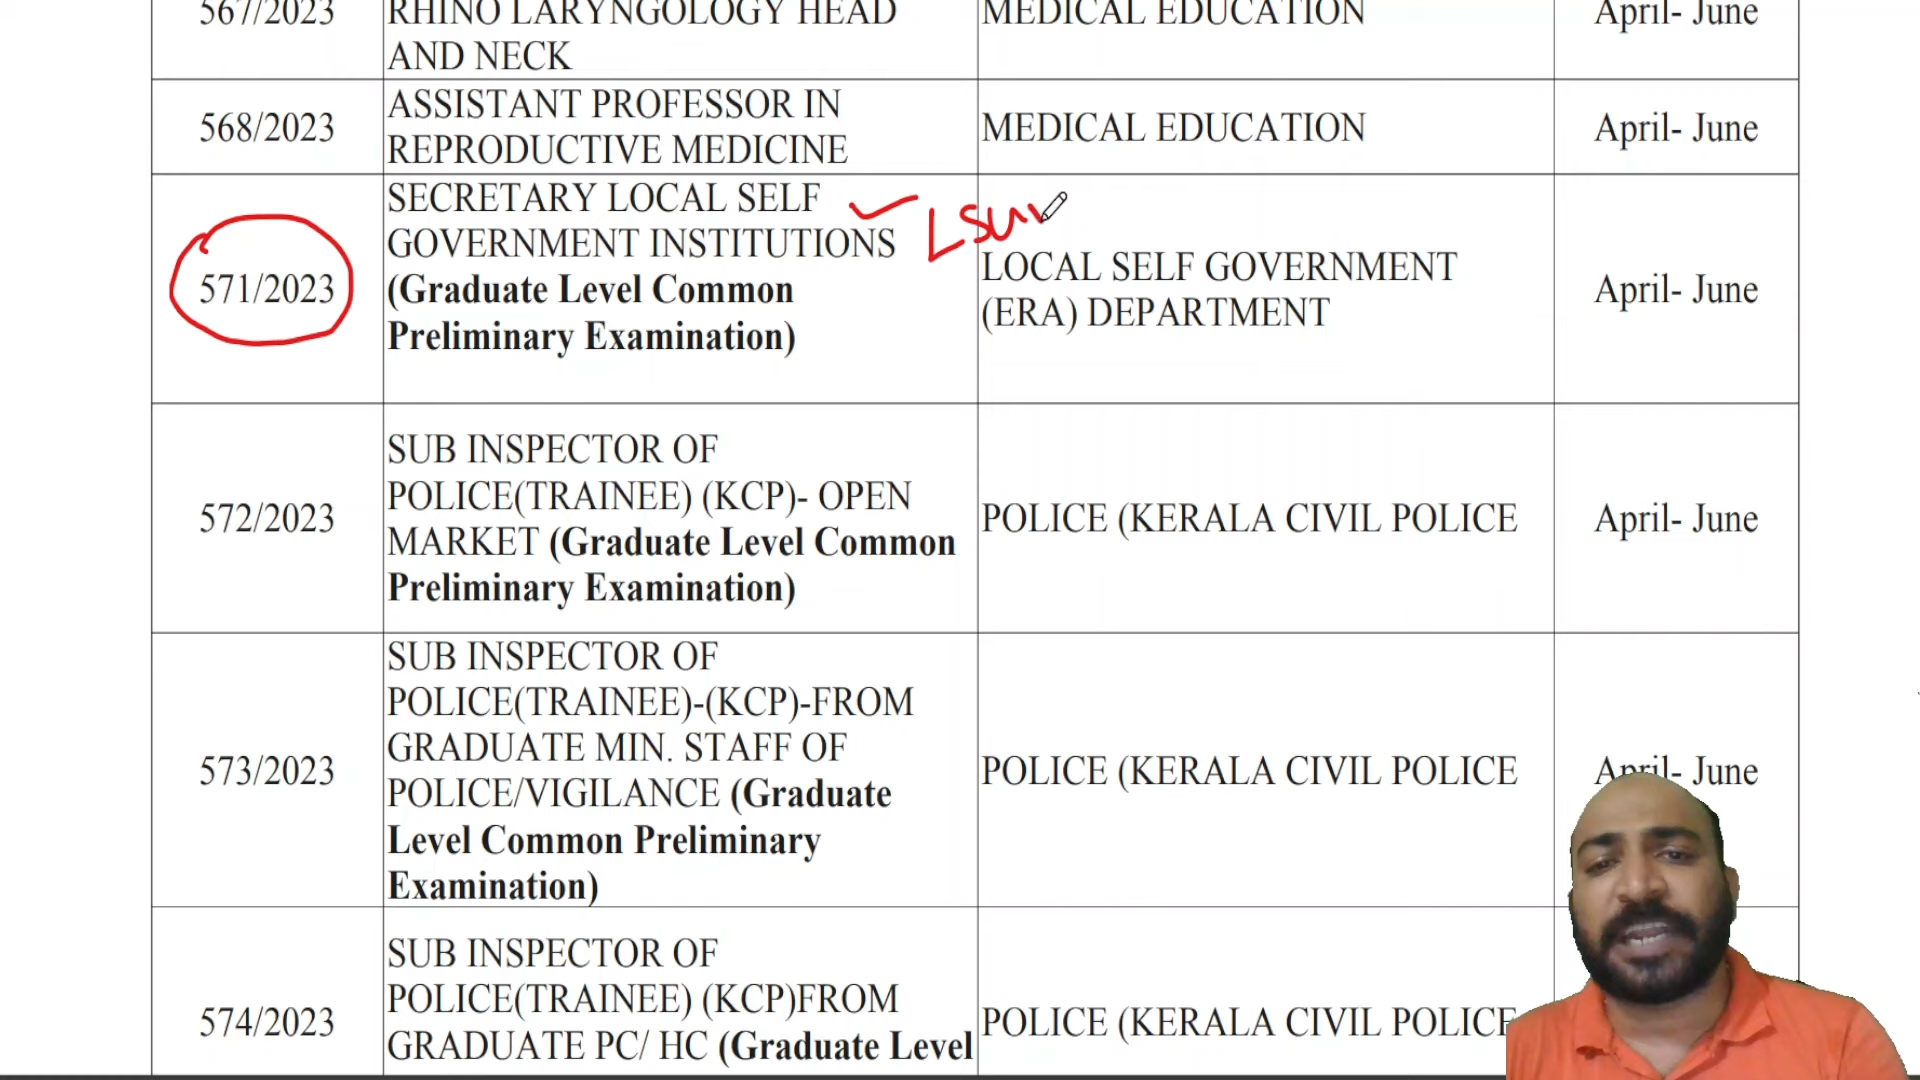 567/2023
RHINO LARYNGOLOGY HEAD
AND NECK
MEDICAL EDUCATION
April- June
568/2023
ASSISTANT PROFESSOR IN
REPRODUCTIVE MEDICINE
MEDICAL EDUCATION
April- June
571/2023
SECRETARY LOCAL SELF
GOVERNMENT INSTITUTIONS
(Graduate Level Common
Preliminary Examination)
LOCAL SELF GOVERNMENT
(ERA) DEPARTMENT
April- June
572/2023
SUB INSPECTOR OF
POLICE(TRAINEE) (KCP)- OPEN
MARKET (Graduate Level Common
Preliminary Examination)
POLICE (KERALA CIVIL POLICE
April- June
573/2023
SUB INSPECTOR OF
POLICE(TRAINEE)-(KCP)-FROM
GRADUATE MIN. STAFF OF
POLICE/VIGILANCE (Graduate
Level Common Preliminary
Examination)
POLICE (KERALA CIVIL POLICE
April- June
574/2023
SUB INSPECTOR OF
POLICE(TRAINEE) (KCP)FROM
GRADUATE PC/ HC (Graduate Level
POLICE (KERALA CIVIL POLICE